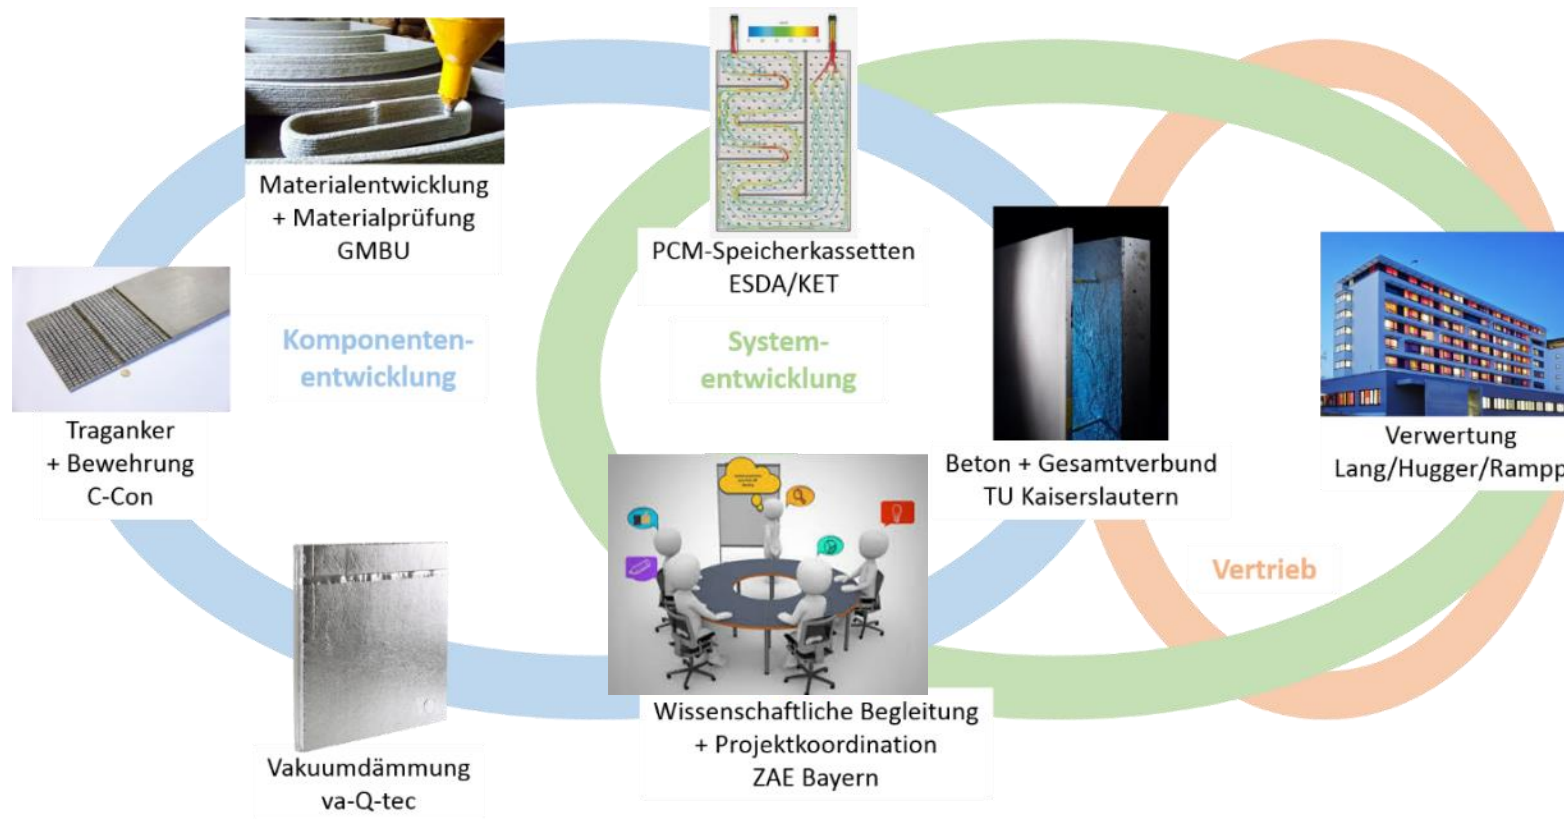 Materialentwicklung
+ Materialprüfung
GMBU
PCM-Speicherkassetten
ESDA/KET
Komponenten-
entwicklung
System-
entwicklung
Traganker
+ Bewehrung
C-Con
Beton + Gesamtverbund
TU Kaiserslautern
Verwertung
Lang/Hugger/Rampp
Vertrieb
Wissenschaftliche Begleitung
+ Projektkoordination
ZAE Bayern
Vakuumdämmung
va-Q-tec